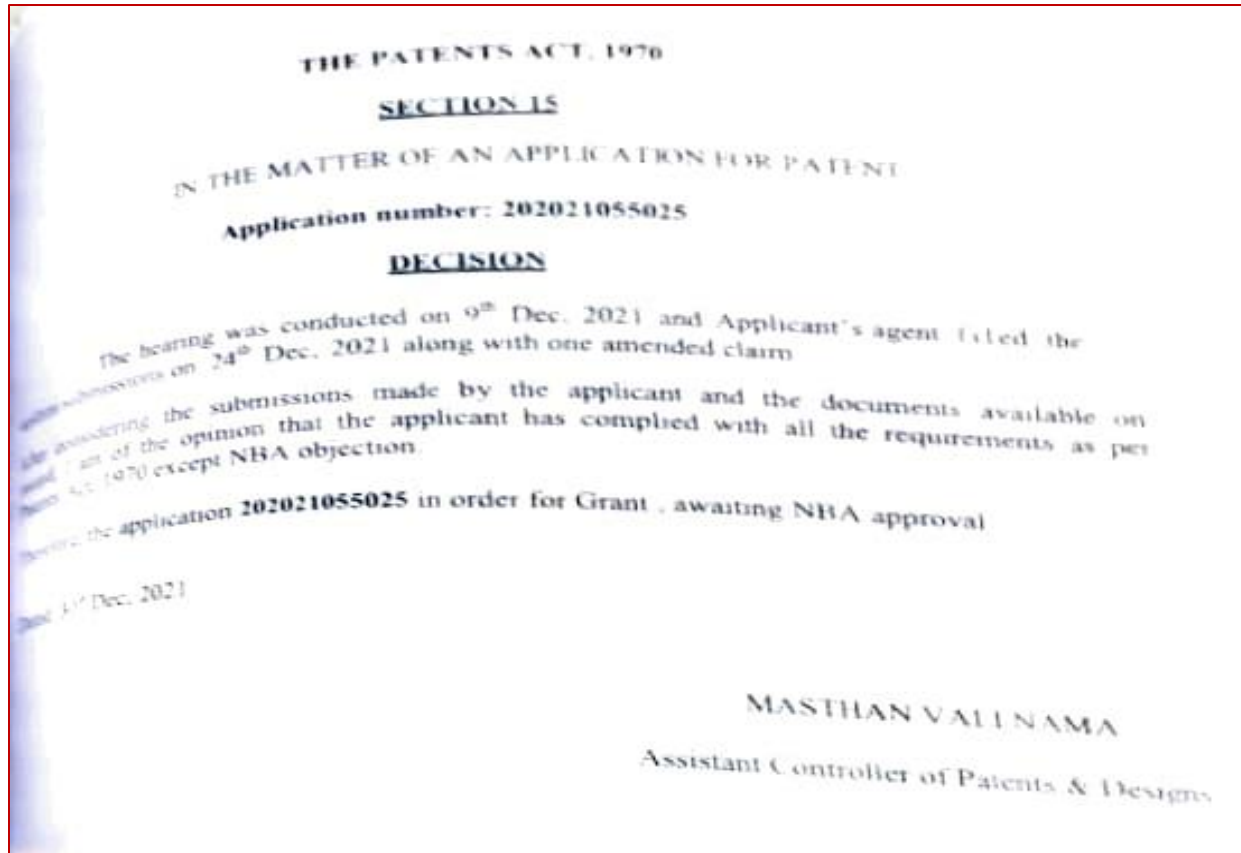 THE PATENTS ACT, 1970
SECTION 15
IN THE MATTER OF AN APPLICATION FOR PATENT
Application number: 202021055025
DECISION
The hearing was conducted on 9th Dec. 2021 and Applicant's agent filed the
submissions on 24th Dec. 2021 along with one amended claim
considering the submissions made by the applicant and the documents available on
I am of the opinion that the applicant has complied with all the requirements as per
Act, 1970 except NBA objection.
the application 202021055025 in order for Grant , awaiting NBA approval
Dec, 2021
MASTHAN VALI NAMA
Assistant Controller of Patents & Designs